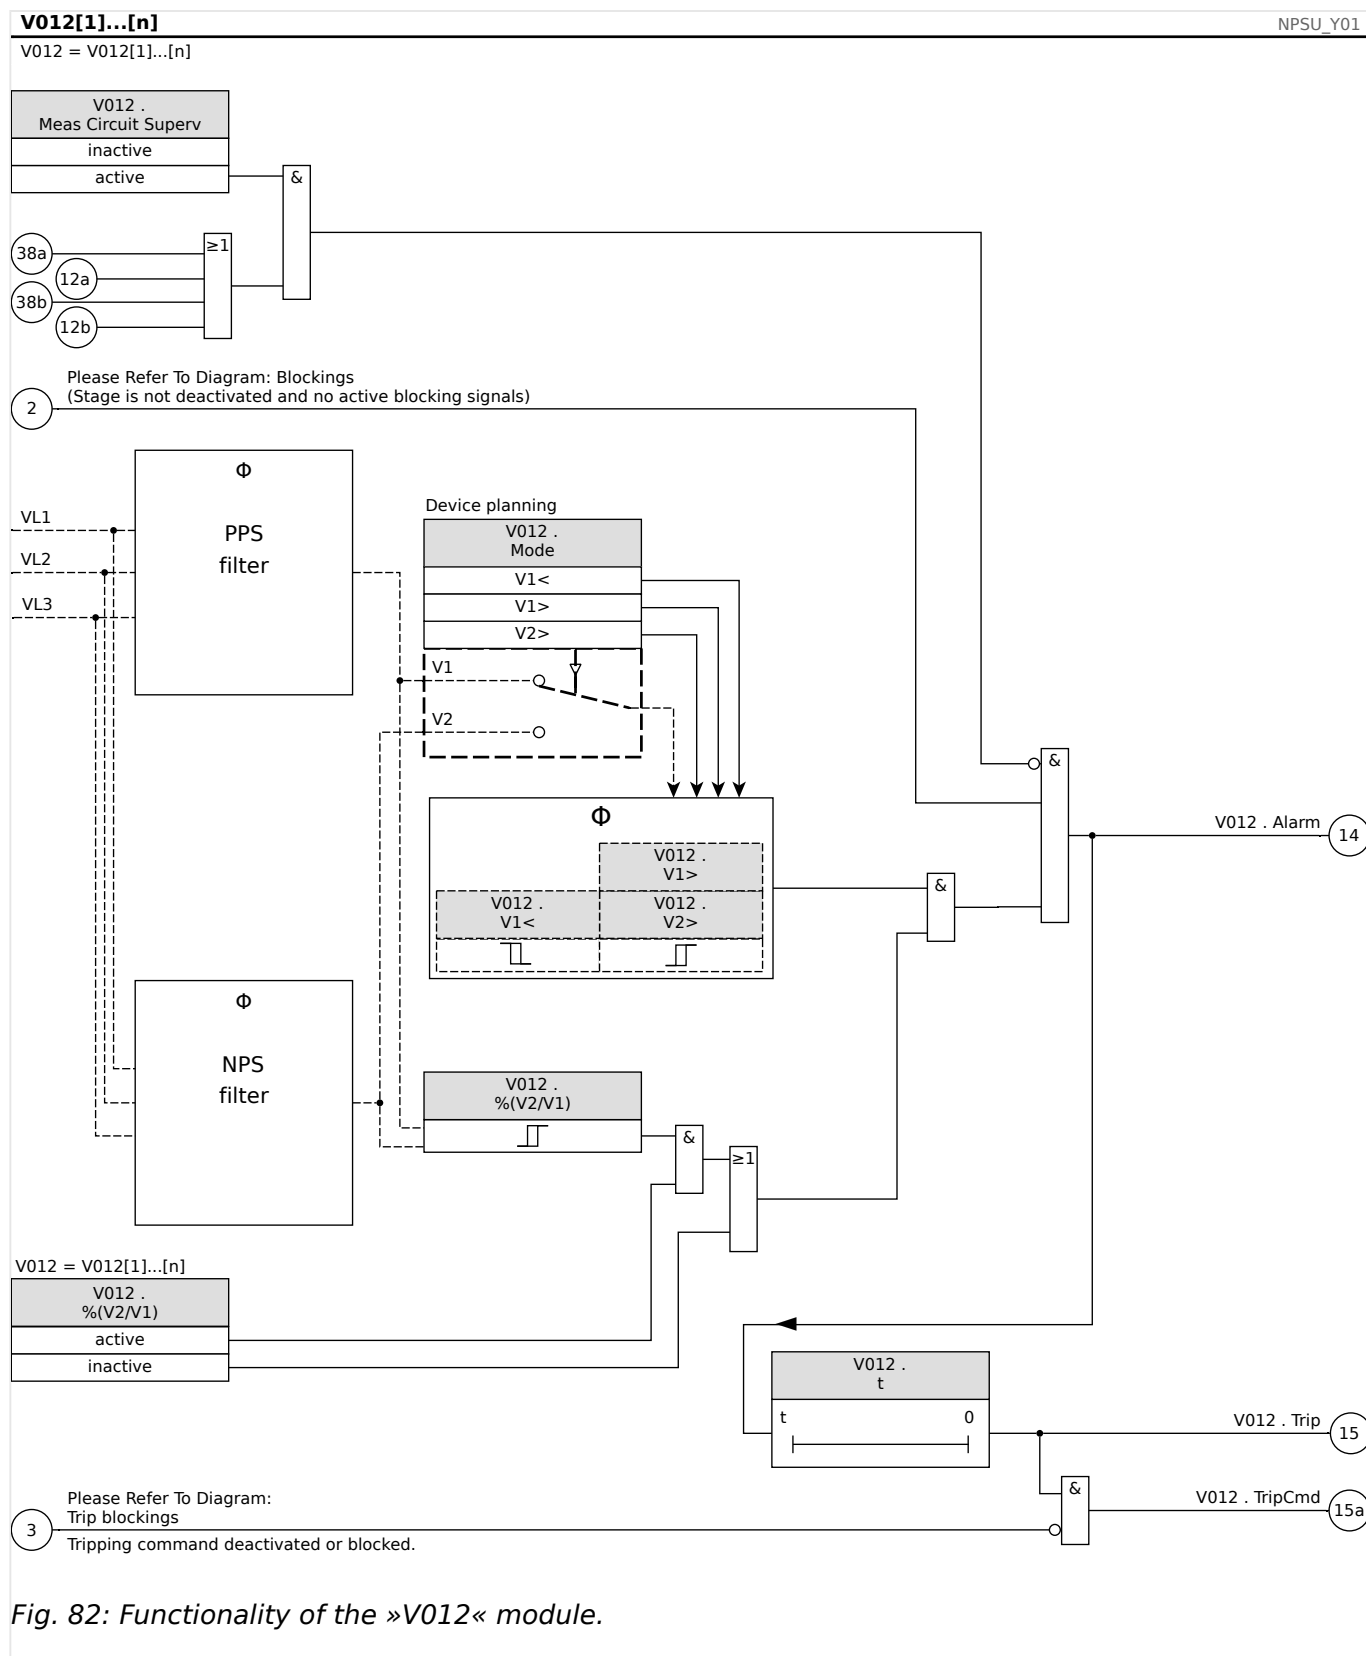 V012[1]...[n]
NPSU_Y01
V012 = V012[1]...[n]
V012 .
Meas Circuit Superv
inactive
active
&
38a
≥1
12a
38b
12b
Please Refer To Diagram: Blockings
(Stage is not deactivated and no active blocking signals)
2
Φ
PPS
filter
VL1
VL2
VL3
Device planning
V012 .
Mode
V1<
V1>
V2>
V1
V2
&
Φ
V012 .
V1>
V012 .
V1<
V012 .
V2>
&
V012 . Alarm
14
Φ
NPS
filter
V012 .
%(V2/V1)
&
≥1
V012 = V012[1]...[n]
V012 .
%(V2/V1)
active
inactive
V012 .
t
t
0
V012 . Trip
15
&
V012 . TripCmd
15a
Please Refer To Diagram:
Trip blockings
3
Tripping command deactivated or blocked.
Fig. 82: Functionality of the »V012« module.